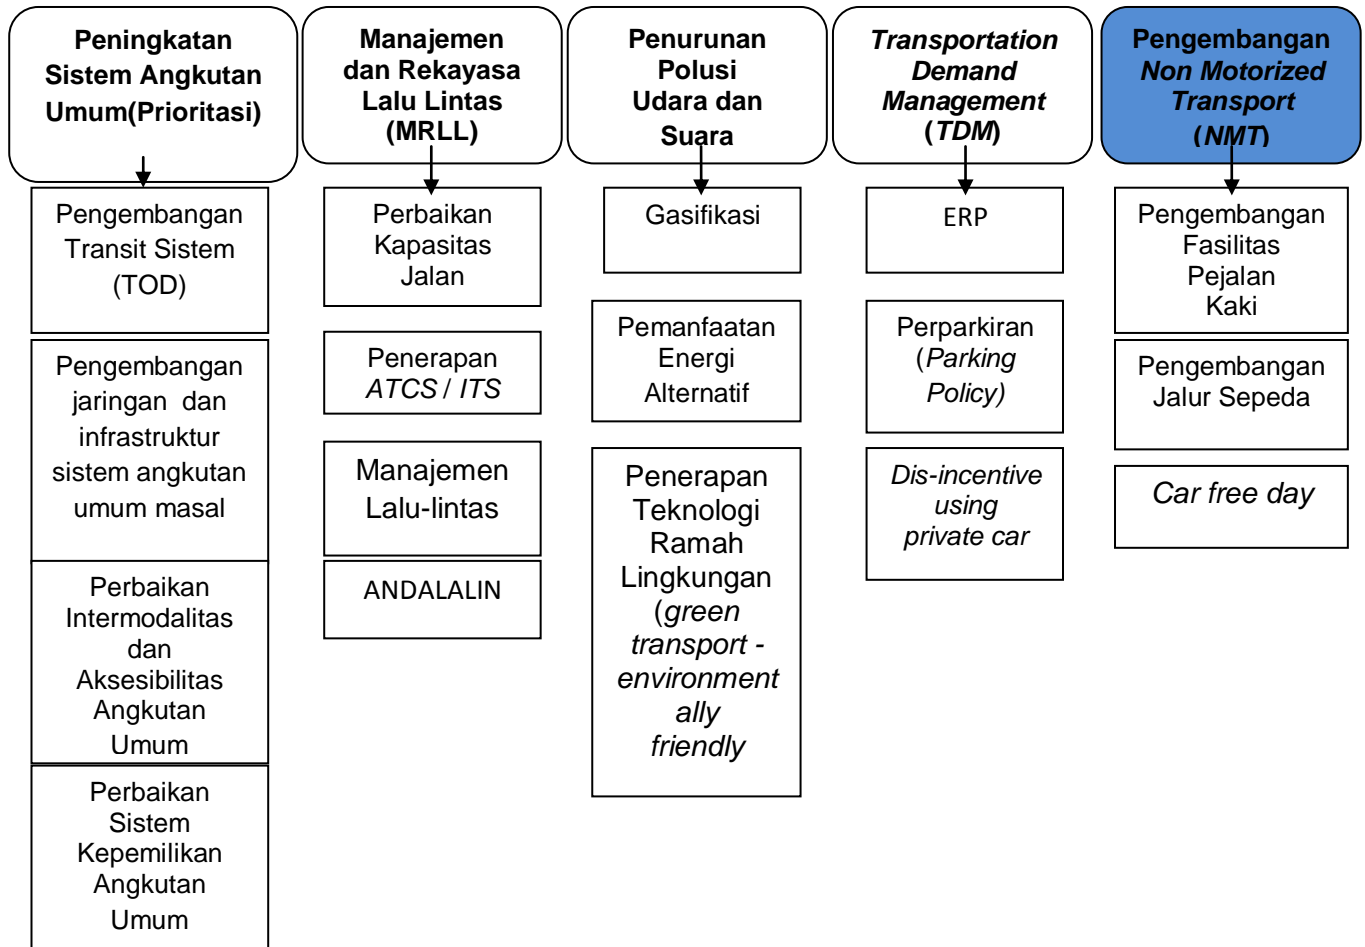 Peningkatan
Sistem Angkutan
Umum(Prioritasi)
Pengembangan
Transit Sistem
(TOD)
Pengembangan
jaringan dan
infrastruktur
sistem angkutan
umum masal
Perbaikan
Intermodalitas
dan
Aksesibilitas
Angkutan
Umum
Perbaikan
Sistem
Kepemilikan
Angkutan
Umum
Manajemen
dan Rekayasa
Lalu Lintas
(MRLL)
Perbaikan
Kapasitas
Jalan
Penerapan
ATCS / ITS
Manajemen
Lalu-lintas
ANDALALIN
Penurunan
Polusi
Udara dan
Suara
Gasifikasi
Pemanfaatan
Energi
Alternatif
Penerapan
Teknologi
Ramah
Lingkungan
(green
transport -
environment
ally
friendly
Transportation
Demand
Management
(TDM)
ERP
Perparkiran
(Parking
Policy)
Dis-incentive
using
private car
Pengembangan
Non Motorized
Transport
(NMT)
Pengembangan
Fasilitas
Pejalan
Kaki
Pengembangan
Jalur Sepeda
Car free day